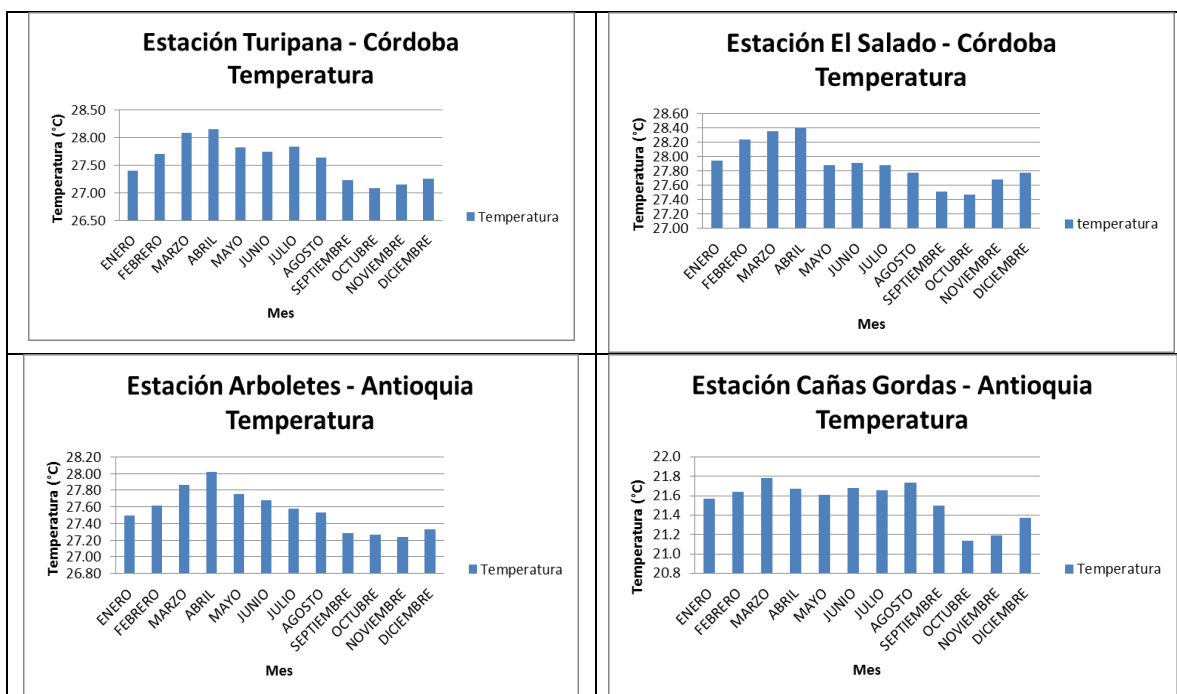 Estación Turipana - Córdoba
Temperatura
Temperatura (°C)
28.50
28.00
27.50
27.00
26.50
ENERO
FEBRERO
MARZO
ABRIL
MAYO
JUNIO
JULIO
AGOSTO
SEPTIEMBRE
OCTUBRE
NOVIEMBRE
DICIEMBRE
Mes
Temperatura
Estación El Salado - Córdoba
Temperatura
Temperatura (°C)
28.60
28.40
28.20
28.00
27.80
27.60
27.40
27.20
27.00
ENERO
FEBRERO
MARZO
ABRIL
MAYO
JUNIO
JULIO
AGOSTO
SEPTIEMBRE
OCTUBRE
NOVIEMBRE
DICIEMBRE
Mes
temperatura
Estación Arboletes - Antioquia
Temperatura
Temperatura (°C)
28.20
28.00
27.80
27.60
27.40
27.20
27.00
26.80
ENERO
FEBRERO
MARZO
ABRIL
MAYO
JUNIO
JULIO
AGOSTO
SEPTIEMBRE
OCTUBRE
NOVIEMBRE
DICIEMBRE
Mes
Temperatura
Estación Cañas Gordas - Antioquia
Temperatura
Temperatura (°C)
22.0
21.8
21.6
21.4
21.2
21.0
20.8
ENERO
FEBRERO
MARZO
ABRIL
MAYO
JUNIO
JULIO
AGOSTO
SEPTIEMBRE
OCTUBRE
NOVIEMBRE
DICIEMBRE
Mes
Temperatura